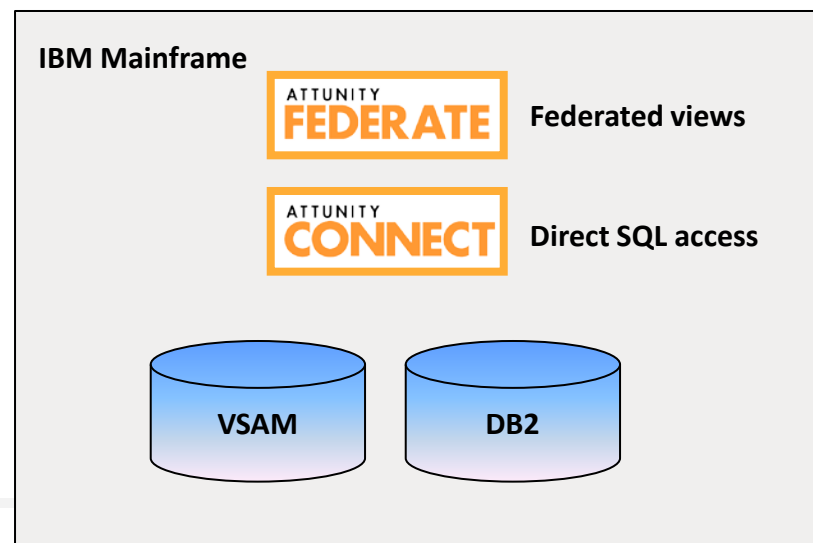 IBM Mainframe
ATTUNITY
FEDERATE
Federated views
ATTUNITY
CONNECT
Direct SQL access
VSAM
DB2